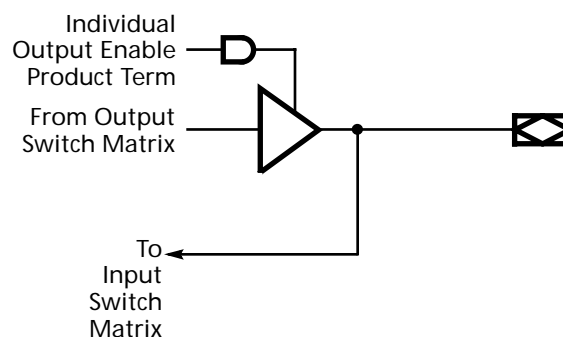 Individual
Output Enable
Product Term
From Output
Switch Matrix
To
Input
Switch
Matrix